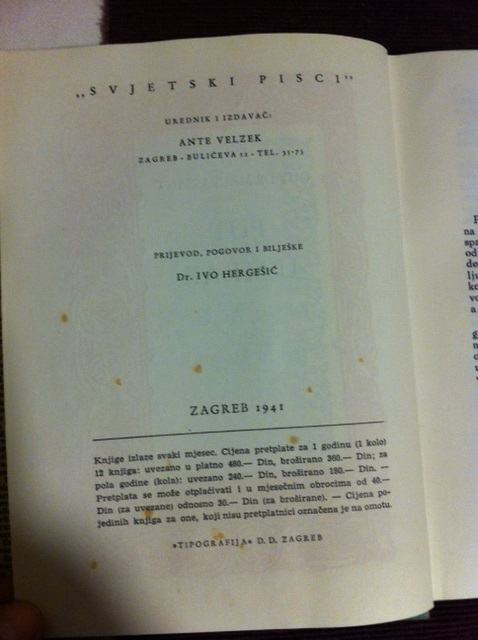 „SVJETSKI PISCI"
UREDNIK I IZDAVAČ:
ANTE VELZEK
ZAGREB - BULIĆEVA 12 - TEL. 35-73
PRIJEVOD, POGOVOR I BILJEŠKE
Dr. IVO HERGEŠIĆ
ZAGREB 1941
Knjige izlaze svaki mjesec. Cijena pretplate za 1 godinu (1 kolo)
12 knjiga: uvezano u platno 480.— Din, broširano 360.— Din; za
pola godine (kola): uvezano 240.— Din, broširano 180.— Din. —
Pretplata se može otplaćivati i u mjesečnim obrocima od 40.—
Din (za uvezane) odnosno 30.— Din (za broširane). — Cijena po-
jedinih knjiga za one, koji nisu pretplatnici označena je na omotu.
»TIPOGRAFIJA« D. D. ZAGREB